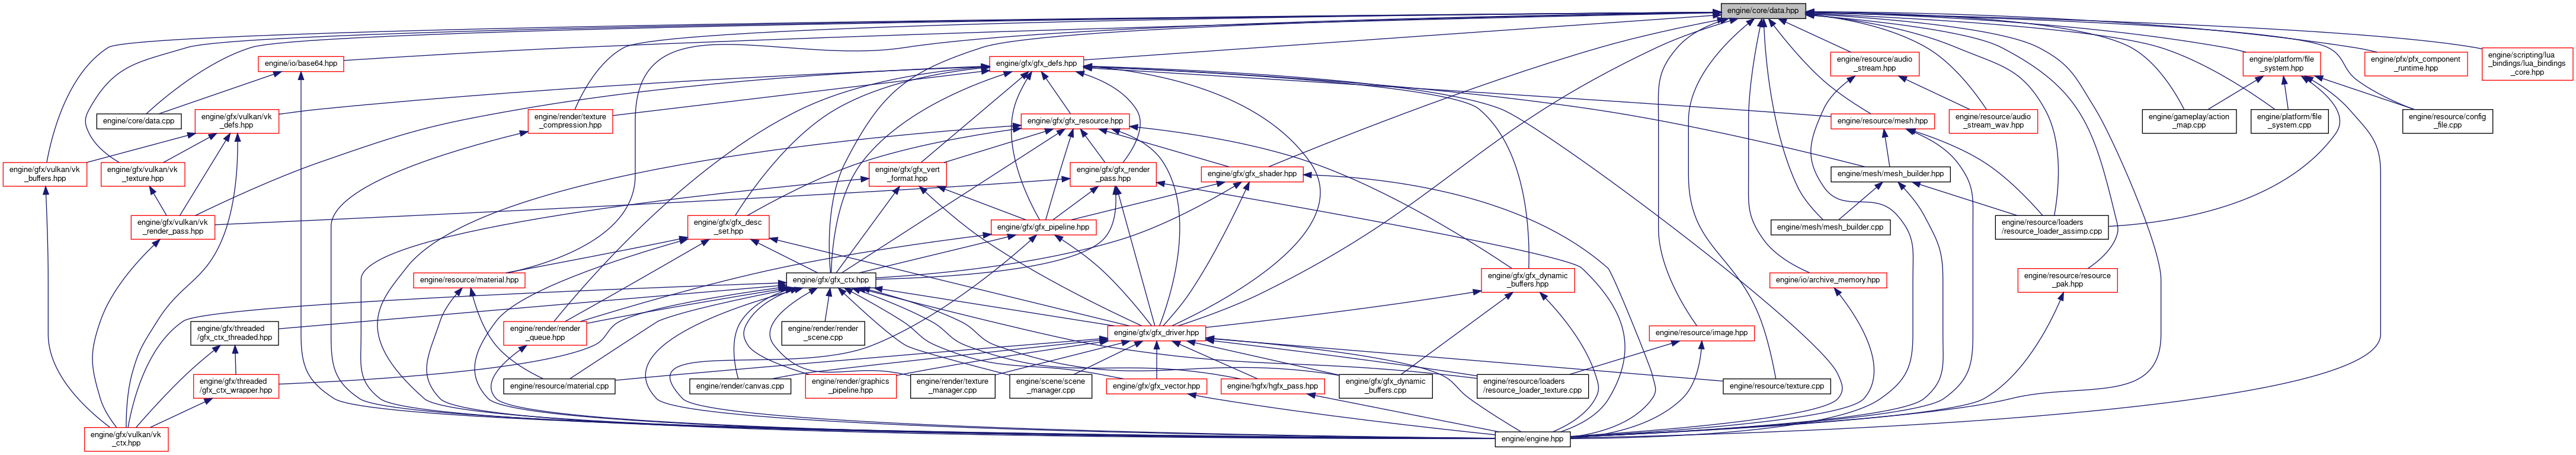 engine/core/data.hpp
engine/io/base64.hpp
engine/gfx/gfx_defs.hpp
engine/resource/audio
_stream.hpp
engine/platform/file
_system.hpp
engine/pfx/pfx_component
_runtime.hpp
engine/scripting/lua
_bindings/lua_bindings
_core.hpp
engine/core/data.cpp
engine/gfx/vulkan/vk
_defs.hpp
engine/render/texture
_compression.hpp
engine/gfx/gfx_resource.hpp
engine/resource/mesh.hpp
engine/resource/audio
_stream_wav.hpp
engine/gameplay/action
_map.cpp
engine/platform/file
_system.cpp
engine/resource/config
_file.cpp
engine/gfx/vulkan/vk
_buffers.hpp
engine/gfx/vulkan/vk
_texture.hpp
engine/gfx/gfx_vert
_format.hpp
engine/gfx/gfx_render
_pass.hpp
engine/gfx/gfx_shader.hpp
engine/mesh/mesh_builder.hpp
engine/gfx/vulkan/vk
_render_pass.hpp
engine/gfx/gfx_desc
_set.hpp
engine/gfx/gfx_pipeline.hpp
engine/mesh/mesh_builder.cpp
engine/resource/loaders
/resource_loader_assimp.cpp
engine/resource/material.hpp
engine/gfx/gfx_ctx.hpp
engine/gfx/gfx_dynamic
_buffers.hpp
engine/io/archive_memory.hpp
engine/resource/resource
_pak.hpp
engine/gfx/threaded
/gfx_ctx_threaded.hpp
engine/render/render
_queue.hpp
engine/render/render
_scene.cpp
engine/gfx/gfx_driver.hpp
engine/resource/image.hpp
engine/gfx/threaded
/gfx_ctx_wrapper.hpp
engine/resource/material.cpp
engine/render/canvas.cpp
engine/render/graphics
_pipeline.hpp
engine/render/texture
_manager.cpp
engine/scene/scene
_manager.cpp
engine/gfx/gfx_vector.hpp
engine/hgfx/hgfx_pass.hpp
engine/gfx/gfx_dynamic
_buffers.cpp
engine/resource/loaders
/resource_loader_texture.cpp
engine/resource/texture.cpp
engine/gfx/vulkan/vk
_ctx.hpp
engine/engine.hpp